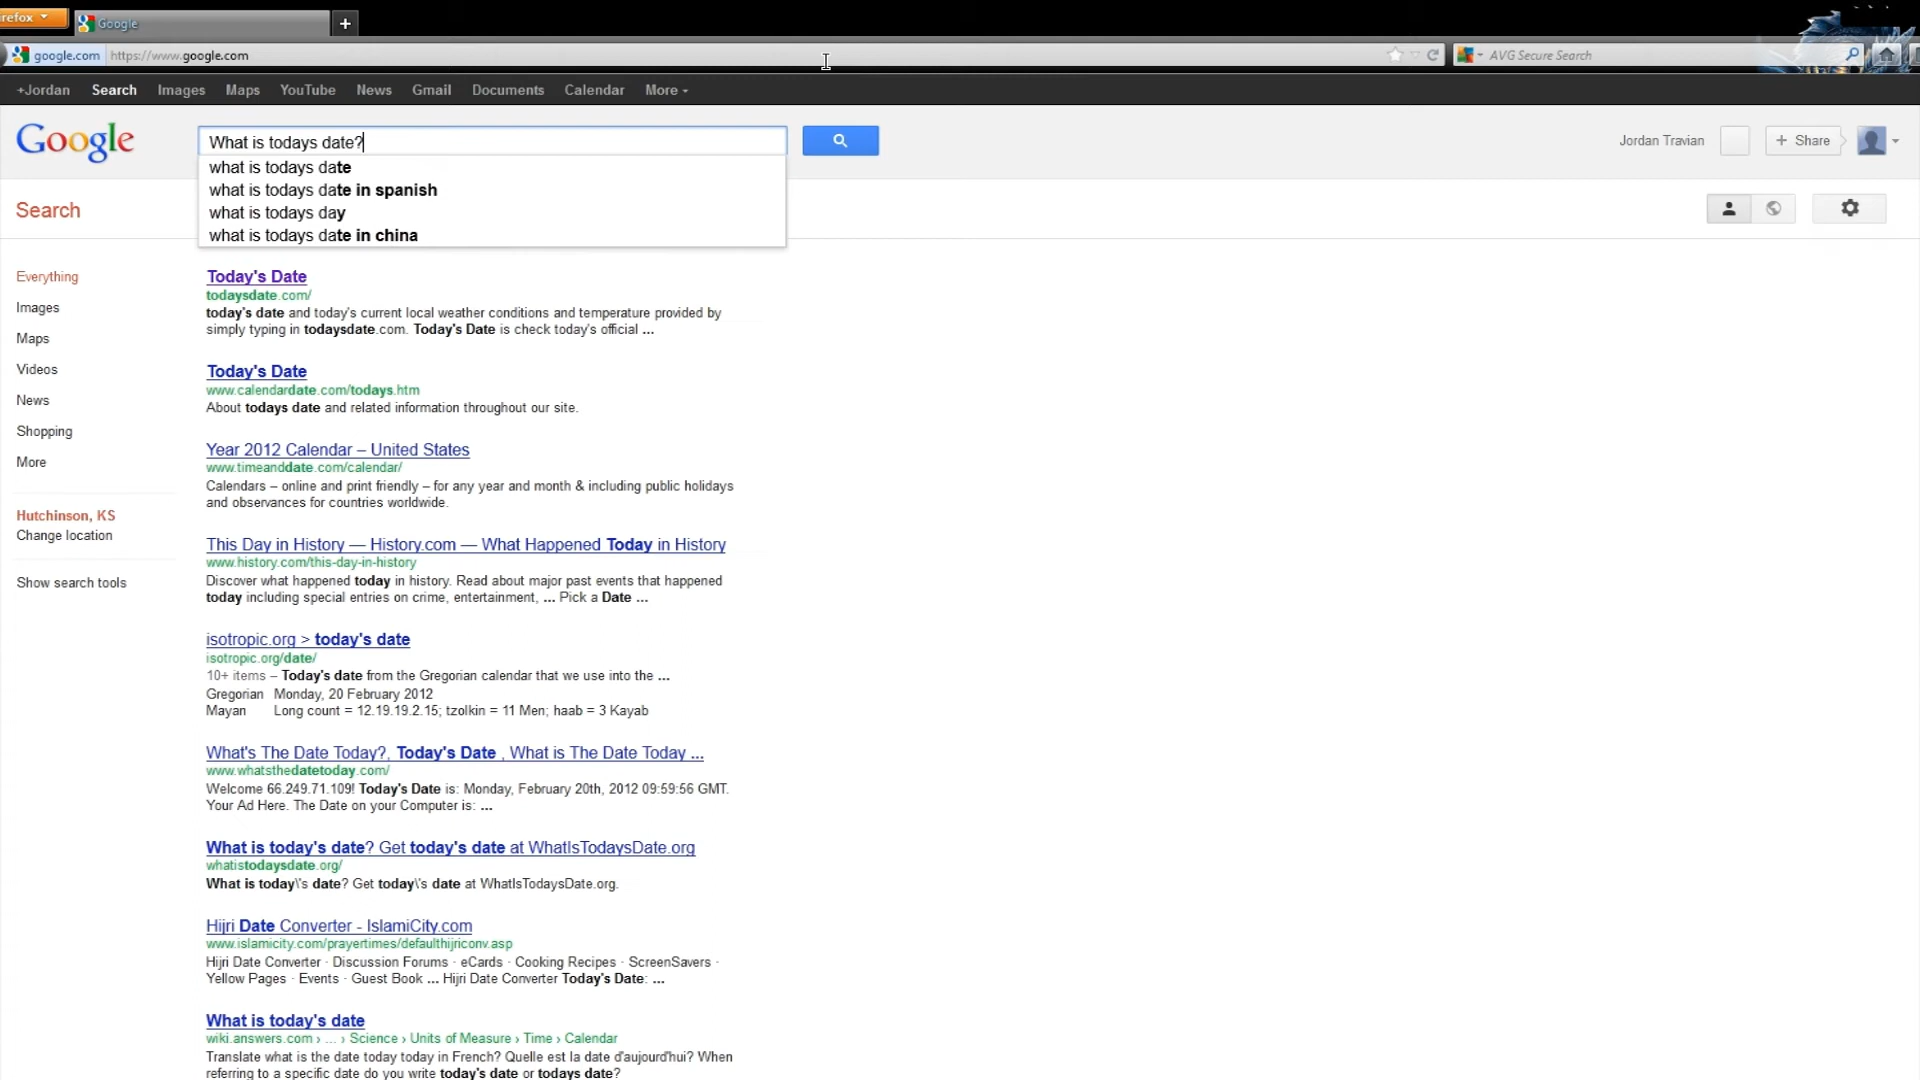 refox
Google
google.com https://www.google.com
AVG Secure Search
+Jordan Search Images Maps YouTube News Gmail Documents Calendar More
Google
What is todays date?
Jordan Travian
+ Share
what is todays date
what is todays date in spanish
what is todays day
what is todays date in china
Search
Everything
Images
Maps
Videos
News
Shopping
More
Hutchinson, KS
Change location
Show search tools
Today's Date
todaysdate.com/
today's date and today's current local weather conditions and temperature provided by
simply typing in todaysdate.com. Today's Date is check today's official ...
Today's Date
www.calendardate.com/todays.htm
About todays date and related information throughout our site.
Year 2012 Calendar – United States
www.timeanddate.com/calendar/
Calendars – online and print friendly – for any year and month & including public holidays
and observances for countries worldwide.
This Day in History — History.com — What Happened Today in History
www.history.com/this-day-in-history
Discover what happened today in history. Read about major past events that happened
today including special entries on crime, entertainment, ... Pick a Date ...
isotropic.org > today's date
isotropic.org/date/
10+ items – Today's date from the Gregorian calendar that we use into the ...
Gregorian Monday, 20 February 2012
Mayan Long count = 12.19.19.2.15; tzolkin = 11 Men; haab = 3 Kayab
What's The Date Today?, Today's Date , What is The Date Today ...
www.whatsthedatetoday.com/
Welcome 66.249.71.109! Today's Date is: Monday, February 20th, 2012 09:59:56 GMT.
Your Ad Here. The Date on your Computer is: ...
What is today's date? Get today's date at WhatIsTodaysDate.org
whatistodaysdate.org/
What is today\'s date? Get today\'s date at WhatIsTodaysDate.org.
Hijri Date Converter - IslamiCity.com
www.islamicity.com/prayertimes/defaulthijriconv.asp
Hijri Date Converter · Discussion Forums · eCards · Cooking Recipes · ScreenSavers ·
Yellow Pages · Events · Guest Book ... Hijri Date Converter Today's Date: ...
What is today's date
wiki.answers.com › ... › Science › Units of Measure › Time › Calendar
Translate what is the date today today in French? Quelle est la date d'aujourd'hui? When
referring to a specific date do you write today's date or todays date?